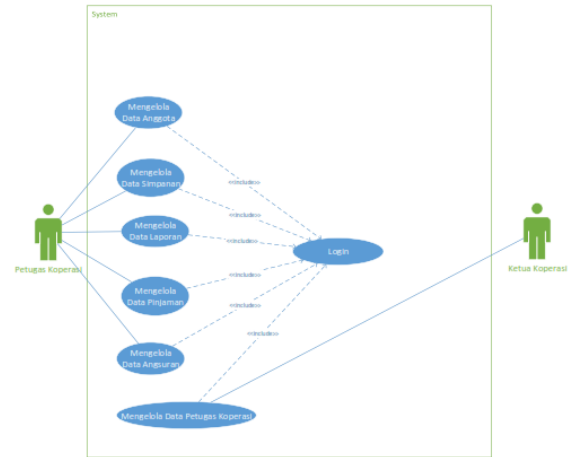 System
Mengelola
Data Anggota
Mengelola
Data Simpanan
Mengelola
Data Laporan
Mengelola
Data Pinjaman
Mengelola
Data Angsuran
Mengelola Data Petugas Koperasi
<<include>>
<<include>>
<<include>>
<<include>>
<<include>>
<<include>>
Login
Petugas Koperasi
Ketua Koperasi